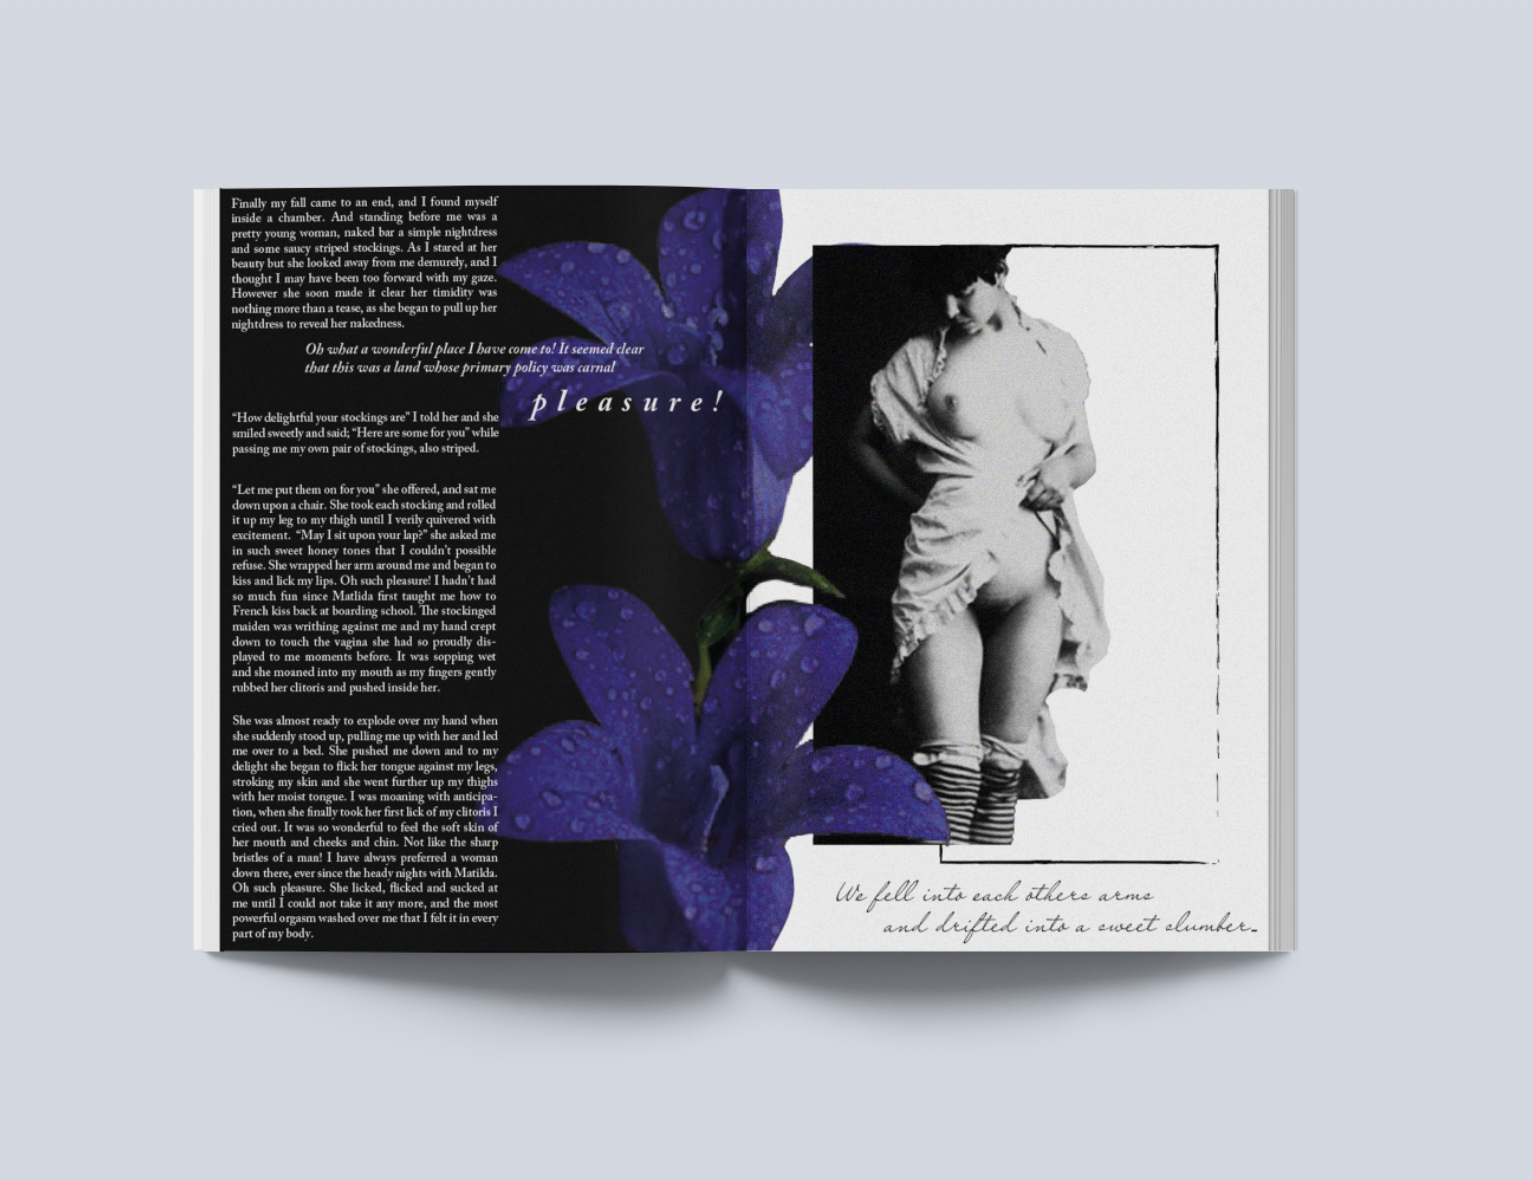 Finally my fall came to an end, and I found myself
inside a chamber. And standing before me was a
pretty young woman, naked bar a simple nightdress
and some saucy striped stockings. As I stared at her
beauty but she looked away from me demurely, and I
thought I may have been too forward with my gaze.
However she soon made it clear her timidity was
nothing more than a tease, as she began to pull up her
nightdress to reveal her nakedness.
Oh what a wonderful place I have come to! It seemed clear
that this was a land whose primary policy was carnal
pleasure!
“How delightful your stockings are” I told her and she
smiled sweetly and said; “Here are some for you” while
passing me my own pair of stockings, also striped.
“Let me put them on for you” she offered, and sat me
down upon a chair. She took each stocking and rolled
it up my leg to my thigh until I verily quivered with
excitement. “May I sit upon your lap?” she asked me
in such sweet honey tones that I couldn’t possible
refuse. She wrapped her arm around me and began to
kiss and lick my lips. Oh such pleasure! I hadn’t had
so much fun since Matlida first taught me how to
French kiss back at boarding school. The stockinged
maiden was writhing against me and my hand crept
down to touch the vagina she had so proudly dis-
played to me moments before. It was sopping wet
and she moaned into my mouth as my fingers gently
rubbed her clitoris and pushed inside her.
She was almost ready to explode over my hand when
she suddenly stood up, pulling me up with her and led
me over to a bed. She pushed me down and to my
delight she began to flick her tongue against my legs,
stroking my skin and she went further up my thighs
with her moist tongue. I was moaning with anticipa-
tion, when she finally took her first lick of my clitoris I
cried out. It was so wonderful to feel the soft skin of
her mouth and cheeks and chin. Not like the sharp
bristles of a man! I have always preferred a woman
down there, ever since the heady nights with Matilda.
Oh such pleasure. She licked, flicked and sucked at
me until I could not take it any more, and the most
powerful orgasm washed over me that I felt it in every
part of my body.
We fell into each others arms
and drifted into a sweet slumber.